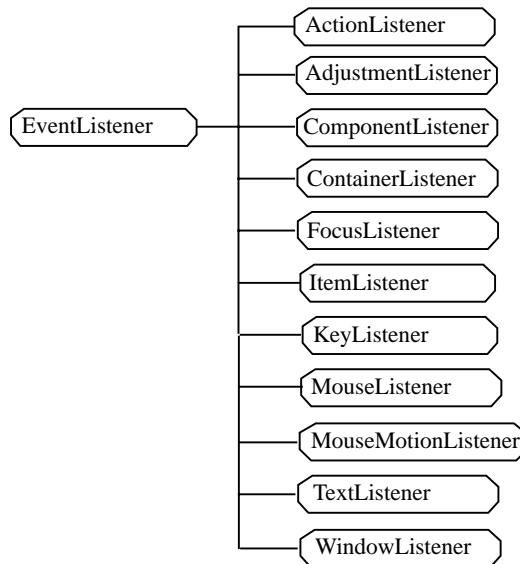 ActionListener
AdjustmentListener
EventListener
ComponentListener
ContainerListener
FocusListener
ItemListener
KeyListener
MouseListener
MouseMotionListener
TextListener
WindowListener